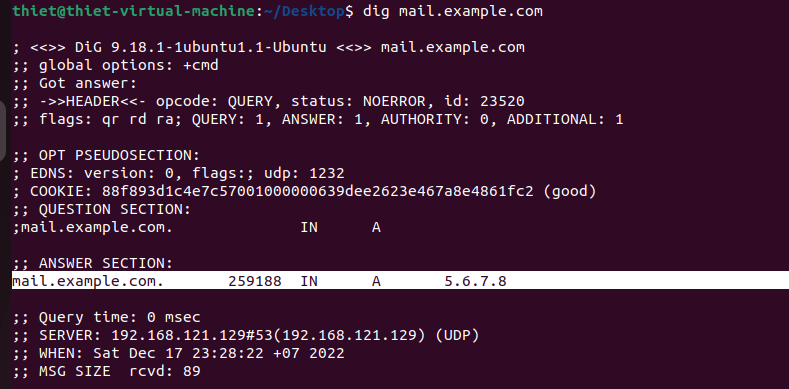 thiet@thiet-virtual-machine:~/Desktop$ dig mail.example.com
; <<>> DiG 9.18.1-1ubuntu1.1-Ubuntu <<>> mail.example.com
;; global options: +cmd
;; Got answer:
;; ->>HEADER<<- opcode: QUERY, status: NOERROR, id: 23520
;; flags: qr rd ra; QUERY: 1, ANSWER: 1, AUTHORITY: 0, ADDITIONAL: 1
;; OPT PSEUDOSECTION:
; EDNS: version: 0, flags:; udp: 1232
; COOKIE: 88f893d1c4e7c57001000000639dee2623e467a8e4861fc2 (good)
;; QUESTION SECTION:
;mail.example.com. IN A
;; ANSWER SECTION:
mail.example.com. 259188 IN A 5.6.7.8
;; Query time: 0 msec
;; SERVER: 192.168.121.129#53(192.168.121.129) (UDP)
;; WHEN: Sat Dec 17 23:28:22 +07 2022
;; MSG SIZE rcvd: 89